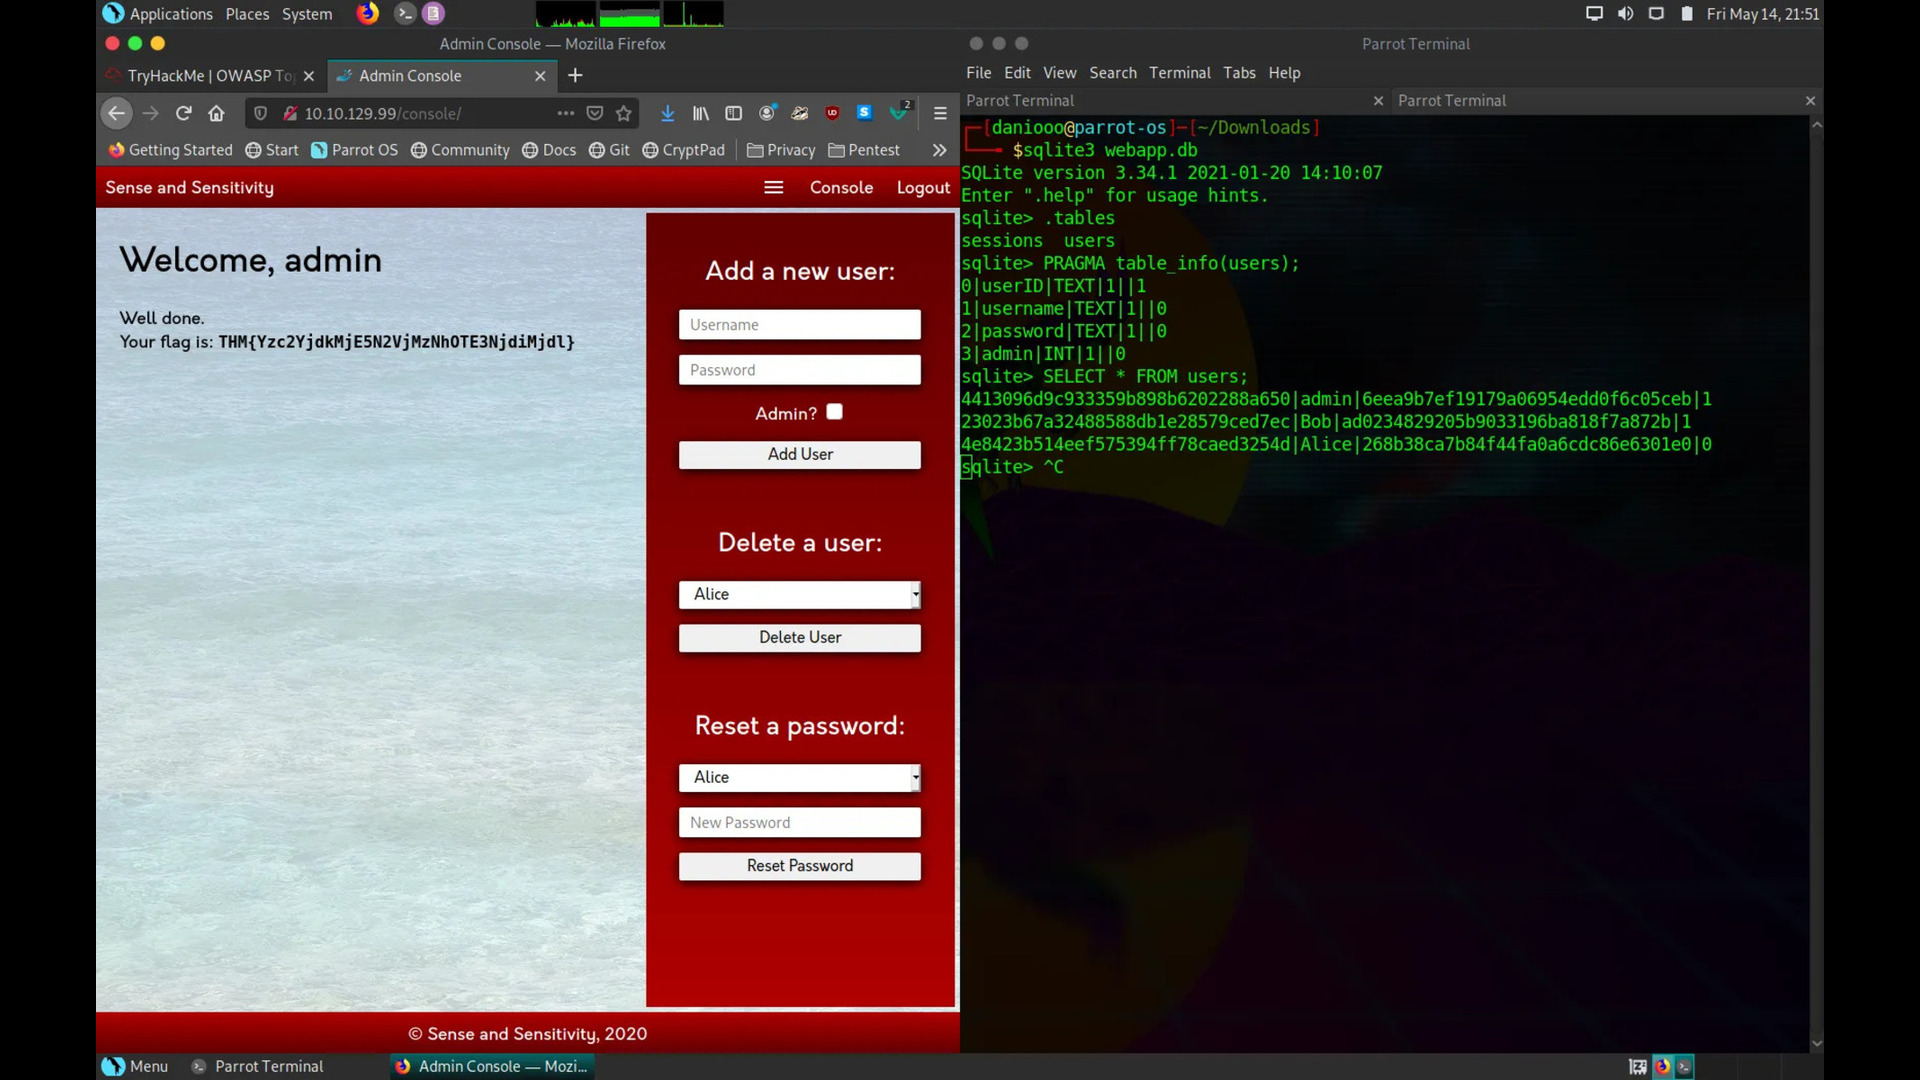 Applications Places System
Fri May 14, 21:51
Admin Console — Mozilla Firefox
TryHackMe | OWASP To
Admin Console
10.10.129.99/console/
2
Getting Started Start Parrot OS Community Docs Git CryptPad Privacy Pentest
Sense and Sensitivity
Console Logout
Welcome, admin
Well done.
Your flag is: THM{Yzc2YjdkMjE5N2VjMzNhOTE3NjdiMjdl}
Add a new user:
Username
Password
Admin?
Add User
Delete a user:
Alice
Delete User
Reset a password:
Alice
New Password
Reset Password
© Sense and Sensitivity, 2020
Parrot Terminal
File Edit View Search Terminal Tabs Help
Parrot Terminal
Parrot Terminal
[daniooo@parrot-os]-[~/Downloads]
$sqlite3 webapp.db
SQLite version 3.34.1 2021-01-20 14:10:07
Enter ".help" for usage hints.
sqlite> .tables
sessions users
sqlite> PRAGMA table_info(users);
0|userID|TEXT|1||1
1|username|TEXT|1||0
2|password|TEXT|1||0
3|admin|INT|1||0
sqlite> SELECT * FROM users;
4413096d9c933359b898b6202288a650|admin|6eea9b7ef19179a06954edd0f6c05ceb|1
23023b67a32488588db1e28579ced7ec|Bob|ad0234829205b9033196ba818f7a872b|1
4e8423b514eef575394ff78caed3254d|Alice|268b38ca7b84f44fa0a6cdc86e6301e0|0
sqlite> ^C
Menu
Parrot Terminal
Admin Console — Mozi...